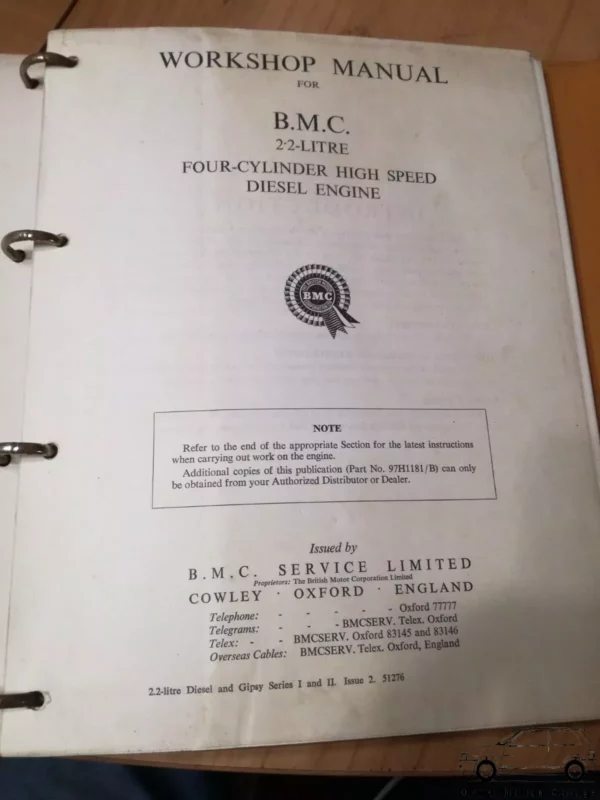 WORKSHOP MANUAL
FOR
B.M.C.
2·2-LITRE
FOUR-CYLINDER HIGH SPEED
DIESEL ENGINE
BMC
NOTE
Refer to the end of the appropriate Section for the latest instructions
when carrying out work on the engine.
Additional copies of this publication (Part No. 97H1181/B) can only
be obtained from your Authorized Distributor or Dealer.
Issued by
B.M.C. SERVICE LIMITED
Proprietors: The British Motor Corporation Limited
COWLEY · OXFORD · ENGLAND
Telephone: - - - - - Oxford 77777
Telegrams: - - - BMCSERV. Telex. Oxford
Telex: - - BMCSERV. Oxford 83145 and 83146
Overseas Cables: BMCSERV. Telex. Oxford, England
2.2-litre Diesel and Gipsy Series I and II. Issue 2. 51276